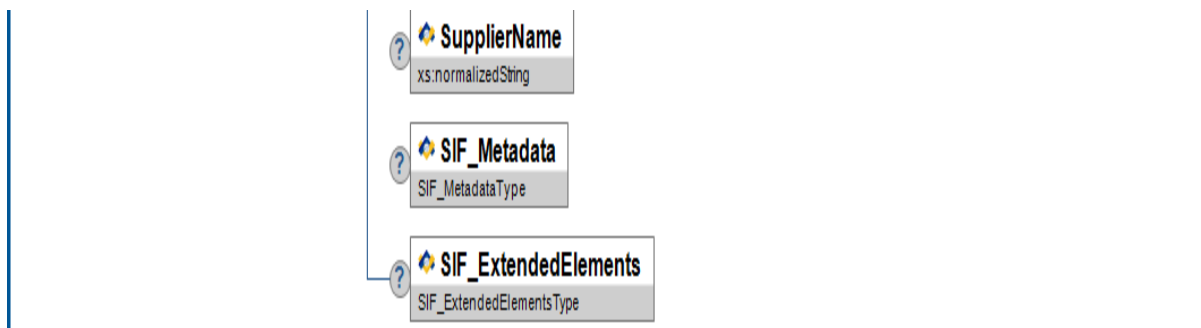 ?
SupplierName
xs:normalizedString
?
SIF_Metadata
SIF_MetadataType
?
SIF_ExtendedElements
SIF_ExtendedElementsType